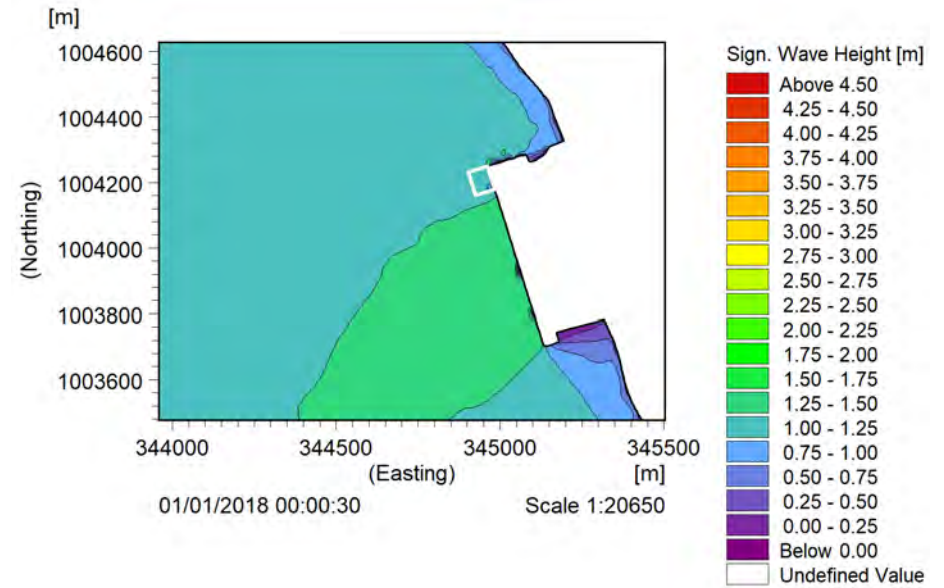 [m]
1004600
1004400
1004200
1004000
1003800
1003600
(Northing)
344000 344500 345000 345500
(Easting) [m]
01/01/2018 00:00:30 Scale 1:20650
Sign. Wave Height [m]
Above 4.50
4.25 - 4.50
4.00 - 4.25
3.75 - 4.00
3.50 - 3.75
3.25 - 3.50
3.00 - 3.25
2.75 - 3.00
2.50 - 2.75
2.25 - 2.50
2.00 - 2.25
1.75 - 2.00
1.50 - 1.75
1.25 - 1.50
1.00 - 1.25
0.75 - 1.00
0.50 - 0.75
0.25 - 0.50
0.00 - 0.25
Below 0.00
Undefined Value